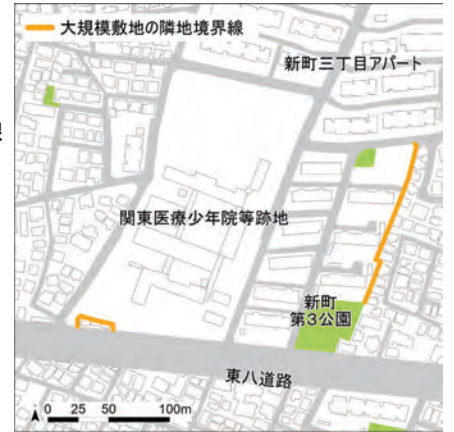 大規模敷地の隣地境界線
新町三丁目アパート
関東医療少年院等跡地
新町
第3公園
東八道路
0 25 50 100m